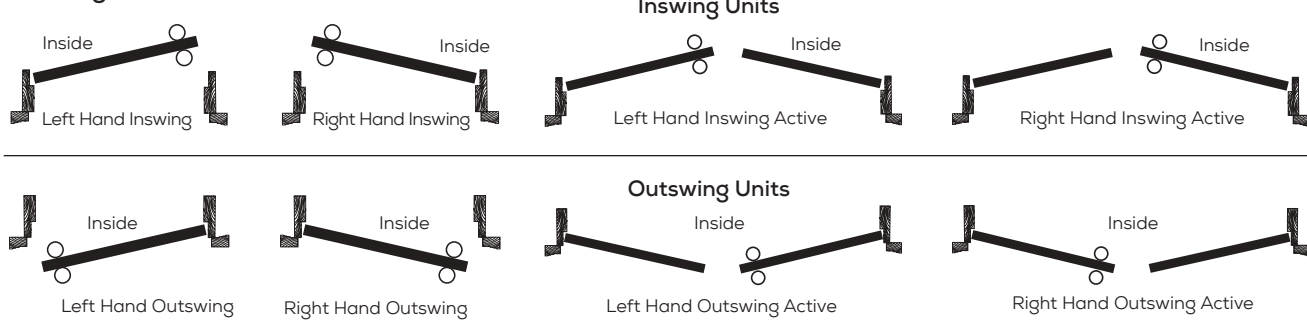 Inswing Units
Inside
Inside
Inside
Inside
Left Hand Inswing
Right Hand Inswing
Left Hand Inswing Active
Right Hand Inswing Active
Outswing Units
Inside
Inside
Inside
Inside
Left Hand Outswing
Right Hand Outswing
Left Hand Outswing Active
Right Hand Outswing Active